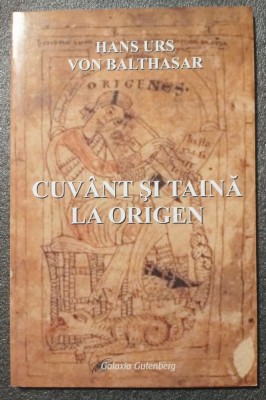 HANS URS
VON BALTHASAR
ORIGENES
CUVÂNT ȘI TAINĂ
LA ORIGEN
Galaxia Gutenberg